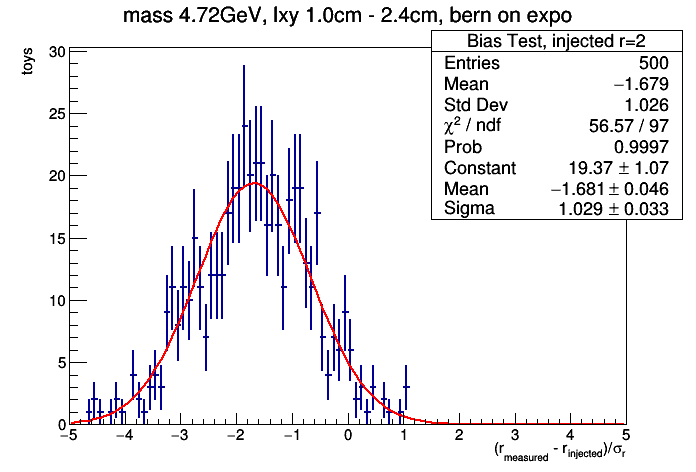 mass 4.72GeV, lxy 1.0cm - 2.4cm, bern on expo
Bias Test, injected r=2
Entries 500
Mean −1.679
Std Dev 1.026
χ² / ndf 56.57 / 97
Prob 0.9997
Constant 19.37 ± 1.07
Mean −1.681 ± 0.046
Sigma 1.029 ± 0.033
toys
30
25
20
15
10
5
0
−5 −4 −3 −2 −1 0 1 2 3 4 5
(r_measured - r_injected)/σ_r